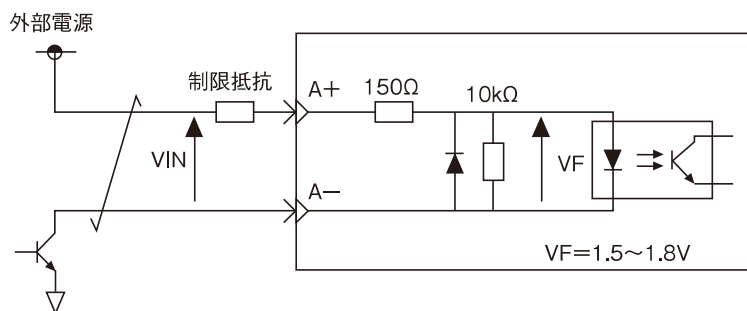 外部電源
制限抵抗
A+
150Ω
10kΩ
VIN
VF
A−
VF=1.5～1.8V